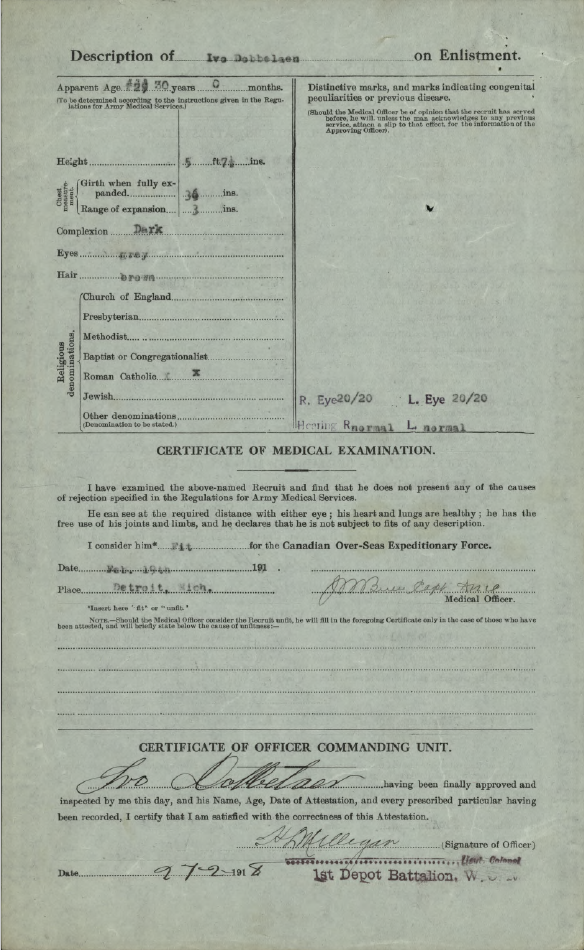 Description of Ivo Dobbelaen on Enlistment.
Apparent Age 30 years 0 months.
(To be determined according to the instructions given in the Regulations for Army Medical Services.)
Height 5 ft 7½ ins.
Chest measurement.
Girth when fully expanded. 36 ins.
Range of expansion 3 ins.
Complexion Dark
Eyes grey
Hair brown
Religious denominations.
Church of England
Presbyterian
Methodist
Baptist or Congregationalist
Roman Catholic x
Jewish
Other denominations
(Denomination to be stated.)
Distinctive marks, and marks indicating congenital
peculiarities or previous disease.
(Should the Medical Officer be of opinion that the recruit has served
before, he will, unless the man acknowledges to any previous
service, attach a slip to that effect, for the information of the
Approving Officer).
R. Eye 20/20 L. Eye 20/20
Hearing R normal L. normal
CERTIFICATE OF MEDICAL EXAMINATION.
I have examined the above-named Recruit and find that he does not present any of the causes
of rejection specified in the Regulations for Army Medical Services.
He can see at the required distance with either eye; his heart and lungs are healthy; he has the
free use of his joints and limbs, and he declares that he is not subject to fits of any description.
I consider him* Fit for the Canadian Over-Seas Expeditionary Force.
Date Feb. 19th 191 .
Place Detroit, Mich.
Capt
Medical Officer.
*Insert here "fit" or "unfit."
NOTE.—Should the Medical Officer consider the Recruit unfit, he will fill in the foregoing Certificate only in the case of those who have
been attested, and will briefly state below the cause of unfitness:—
CERTIFICATE OF OFFICER COMMANDING UNIT.
Ivo Dobbelaer having been finally approved and
inspected by me this day, and his Name, Age, Date of Attestation, and every prescribed particular having
been recorded, I certify that I am satisfied with the correctness of this Attestation.
Milligan (Signature of Officer)
Lieut. Colonel
Date 27-2-1918
1st Depot Battalion, W.